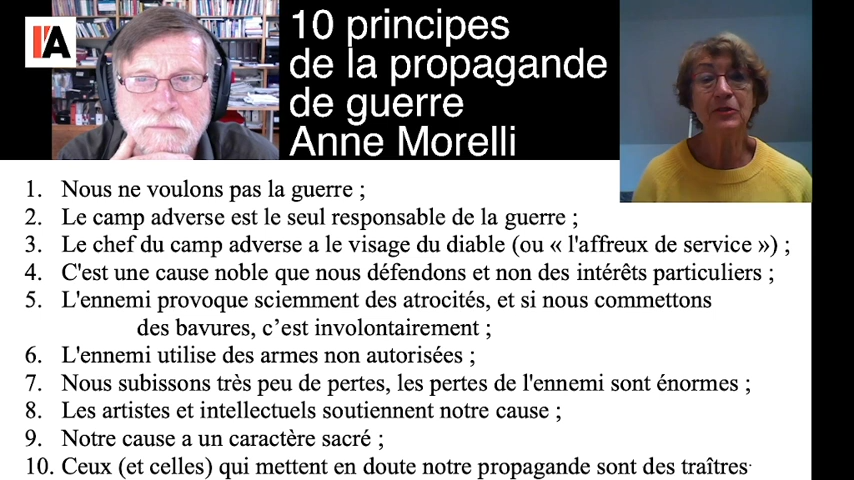 I'A
10 principes
de la propagande
de guerre
Anne Morelli
1. Nous ne voulons pas la guerre ;
2. Le camp adverse est le seul responsable de la guerre ;
3. Le chef du camp adverse a le visage du diable (ou « l'affreux de service ») ;
4. C'est une cause noble que nous défendons et non des intérêts particuliers ;
5. L'ennemi provoque sciemment des atrocités, et si nous commettons
des bavures, c’est involontairement ;
6. L'ennemi utilise des armes non autorisées ;
7. Nous subissons très peu de pertes, les pertes de l'ennemi sont énormes ;
8. Les artistes et intellectuels soutiennent notre cause ;
9. Notre cause a un caractère sacré ;
10. Ceux (et celles) qui mettent en doute notre propagande sont des traîtres.